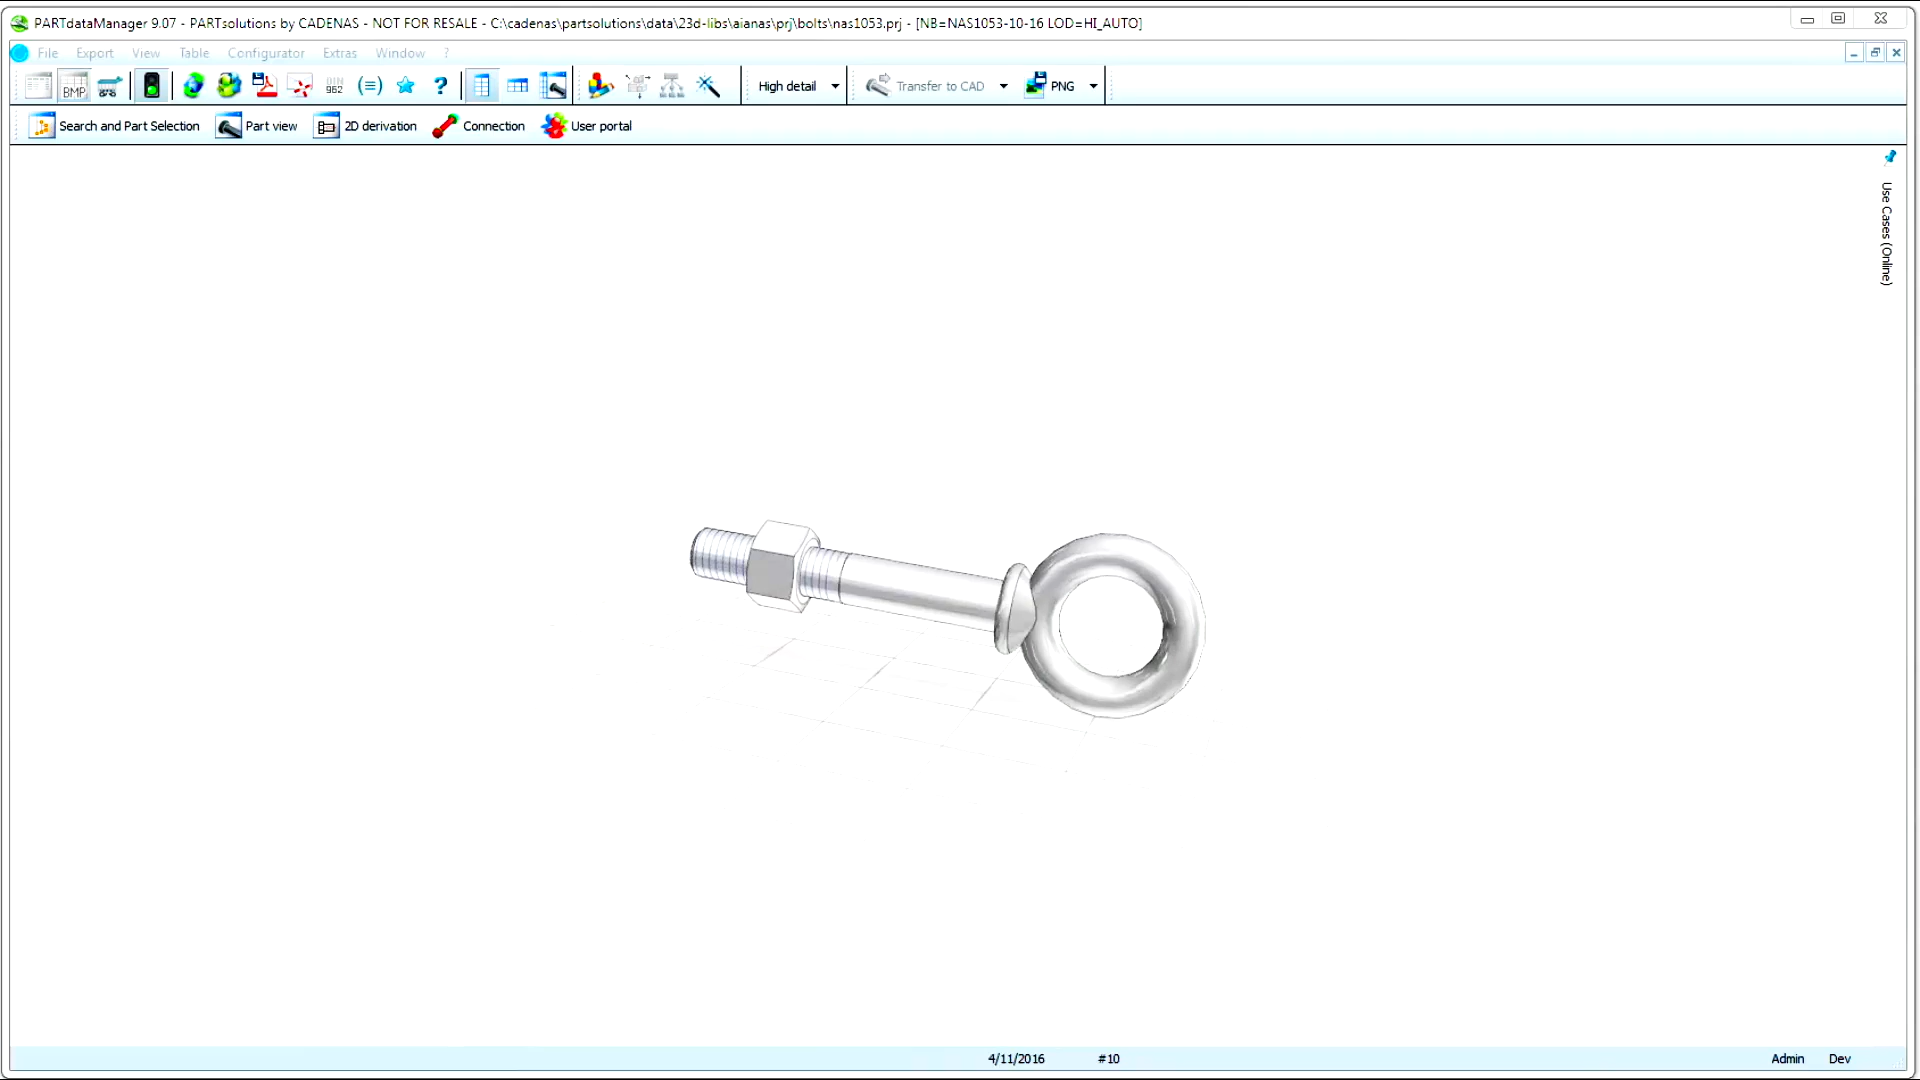 PARTdataManager 9.07 - PARTsolutions by CADENAS - NOT FOR RESALE - C:\cadenas\partsolutions\data\23d-libs\aianas\prj\bolts\nas1053.prj - [NB=NAS1053-10-16 LOD=HI_AUTO]
File Export View Table Configurator Extras Window ?
BMP DIN 962 (=) ? High detail Transfer to CAD PNG
Search and Part Selection Part view 2D derivation Connection User portal
Use Cases (Online)
4/11/2016 #10 Admin Dev